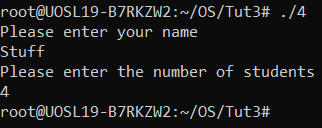 root@UOSL19-B7RKZW2:~/OS/Tut3# ./4
Please enter your name
Stuff
Please enter the number of students
4
root@UOSL19-B7RKZW2:~/OS/Tut3#